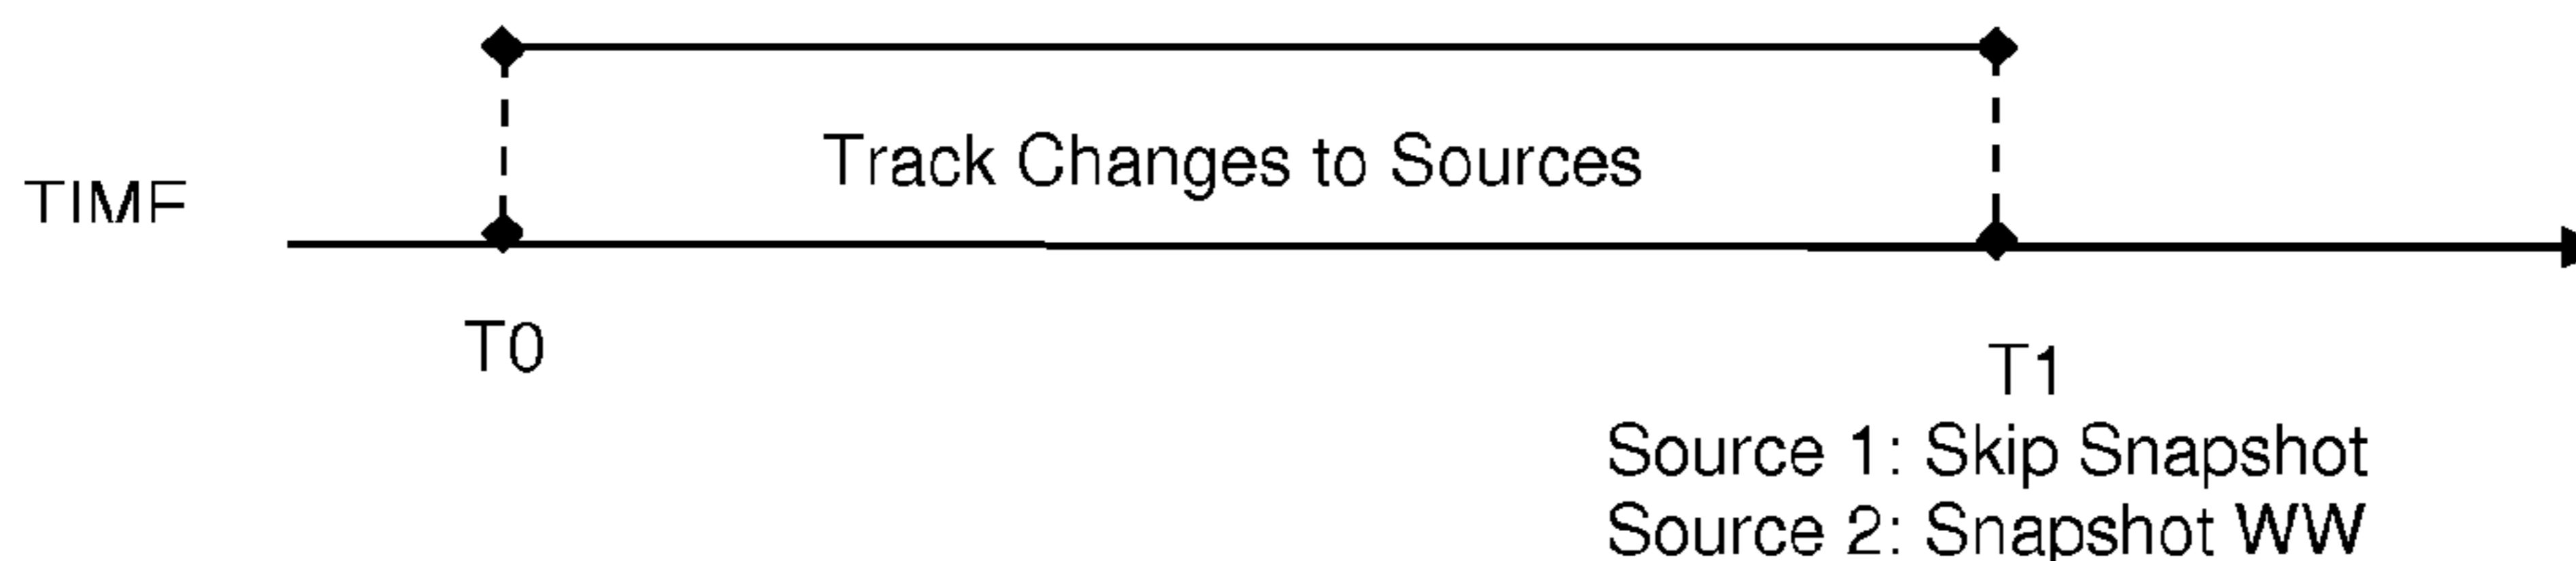 Track Changes to Sources
TIME
T0
T1
Source 1: Skip Snapshot
Source 2: Snapshot WW